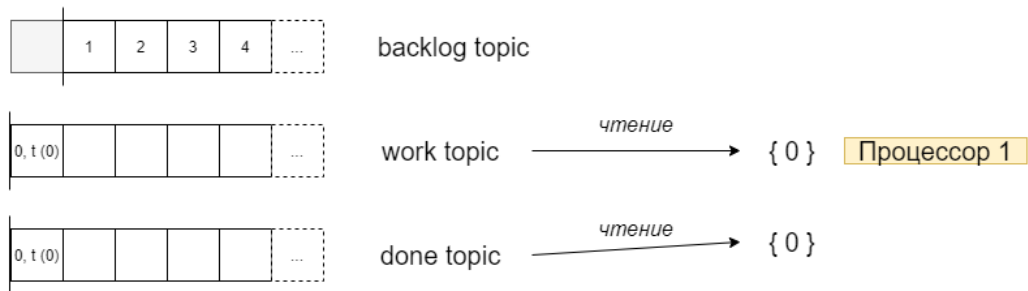 1 2 3 4 ... backlog topic
чтение
0, t (0) ... work topic { 0 } Процессор 1
чтение
0, t (0) ... done topic { 0 }